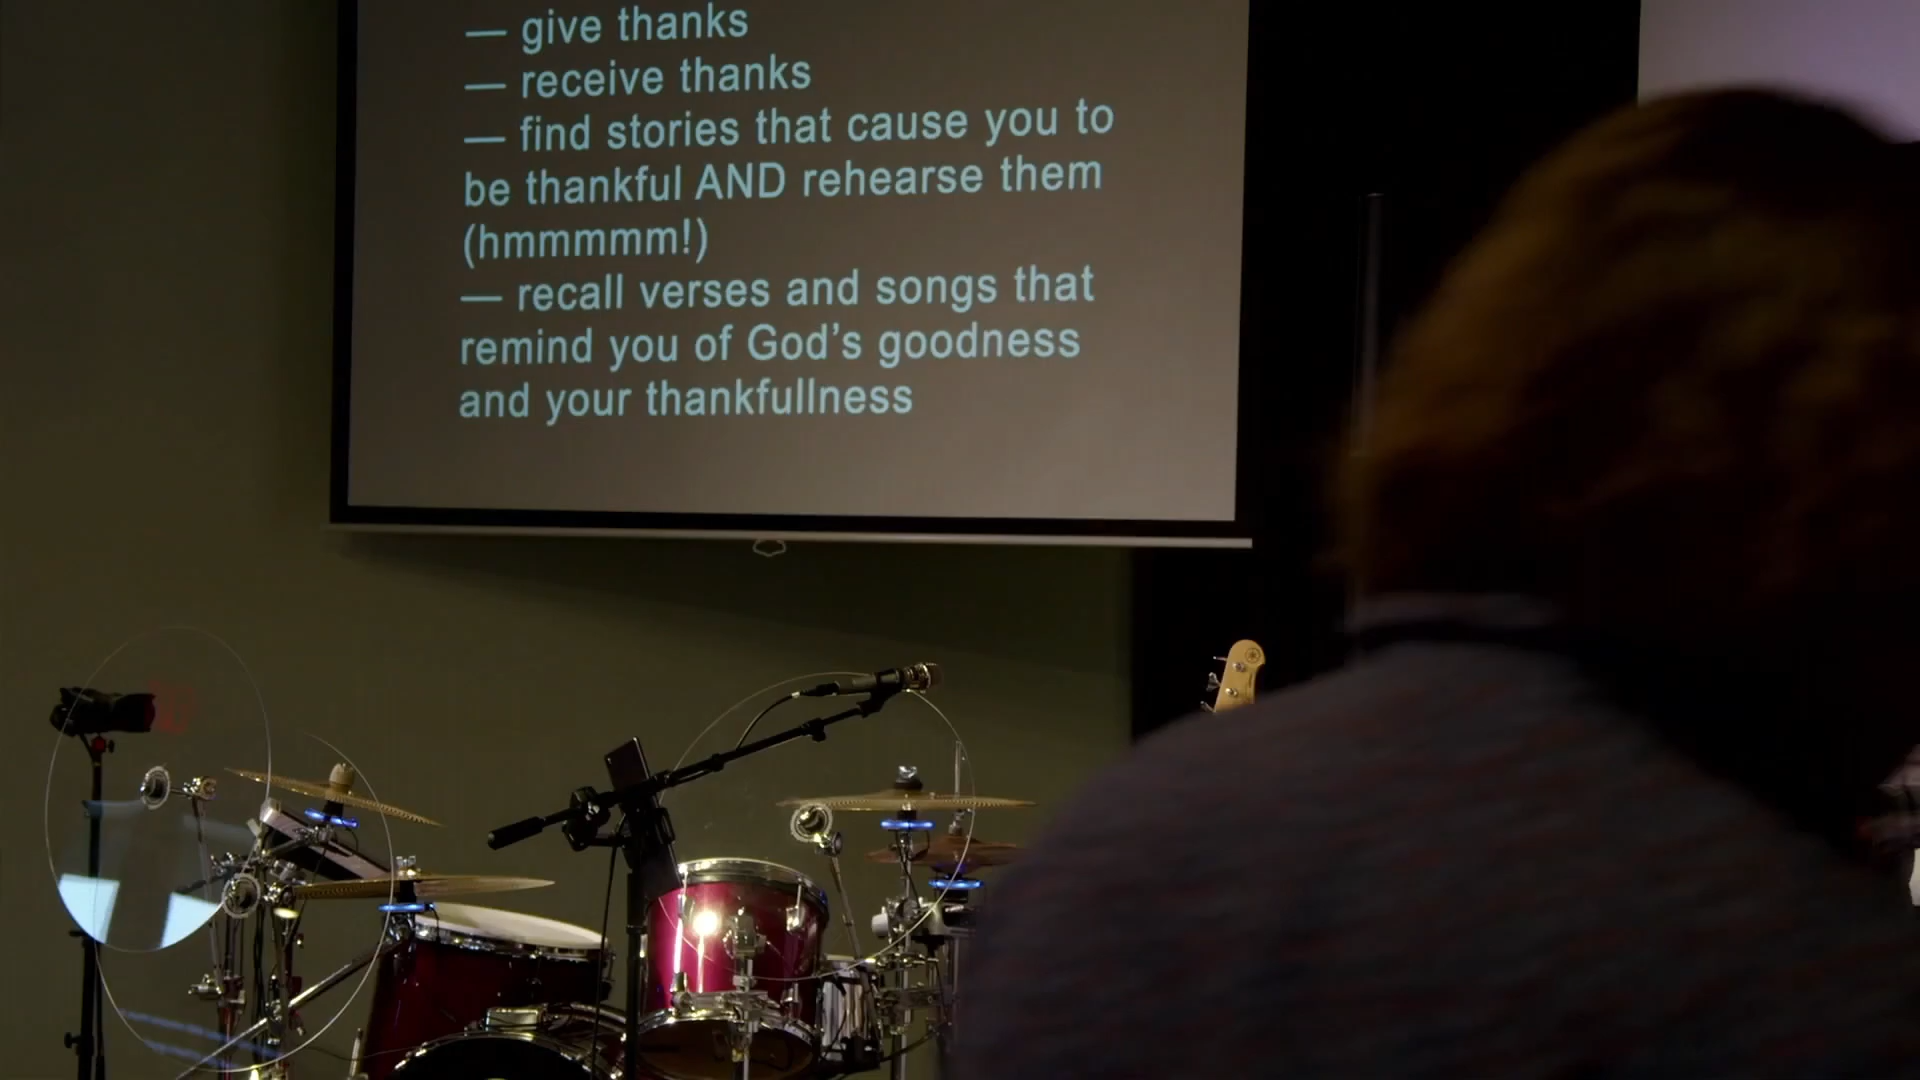 — give thanks
— receive thanks
— find stories that cause you to
be thankful AND rehearse them
(hmmmmm!)
— recall verses and songs that
remind you of God’s goodness
and your thankfullness